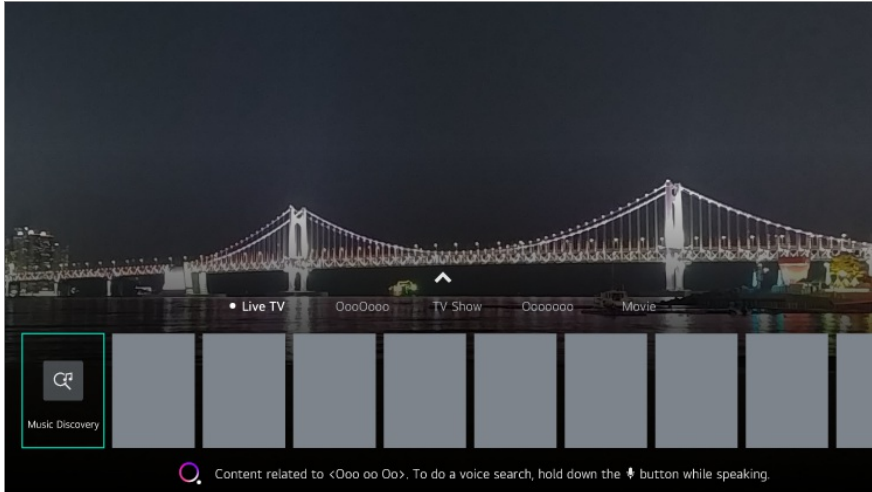 Live TV OooOooo TV Show Ooooooo Movie
Music Discovery
Content related to <Ooo oo Oo>. To do a voice search, hold down the button while speaking.